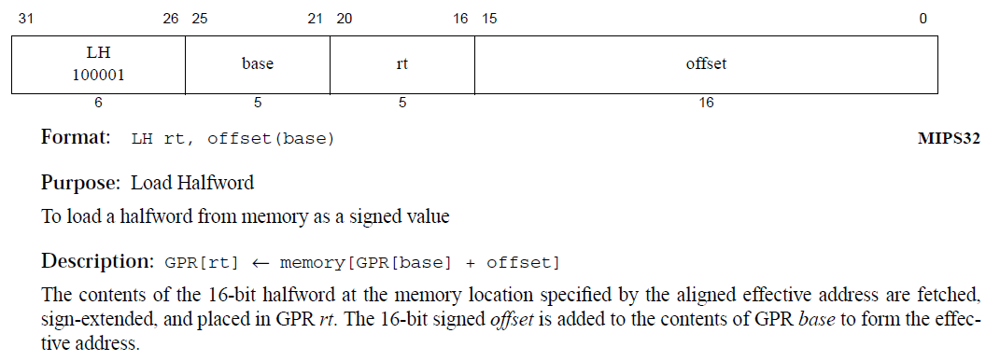 31 26 25 21 20 16 15 0
LH
100001
base rt offset
6 5 5 16
Format: LH rt, offset(base) MIPS32
Purpose: Load Halfword
To load a halfword from memory as a signed value
Description: GPR[rt] ← memory[GPR[base] + offset]
The contents of the 16-bit halfword at the memory location specified by the aligned effective address are fetched,
sign-extended, and placed in GPR rt. The 16-bit signed offset is added to the contents of GPR base to form the effec-
tive address.